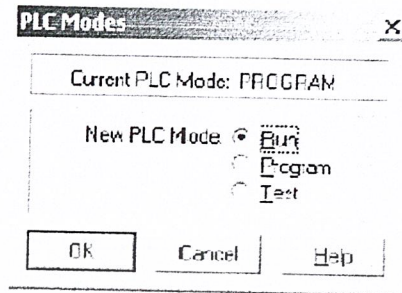 PLC Modes
Current PLC Mode: PROGRAM
New PLC Mode
Run
Program
Test
OK
Cancel
Help